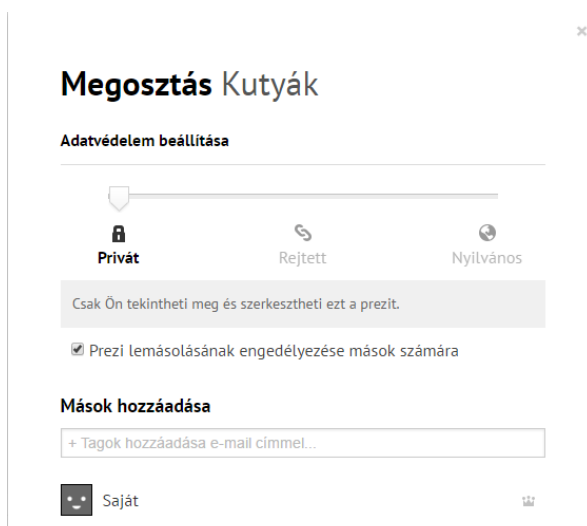 Megosztás Kutyák
Adatvédelem beállítása
Privát Rejtett Nyilvános
Csak Ön tekintheti meg és szerkesztheti ezt a prezit.
Prezi lemásolásának engedélyezése mások számára
Mások hozzáadása
+ Tagok hozzáadása e-mail címmel...
Saját